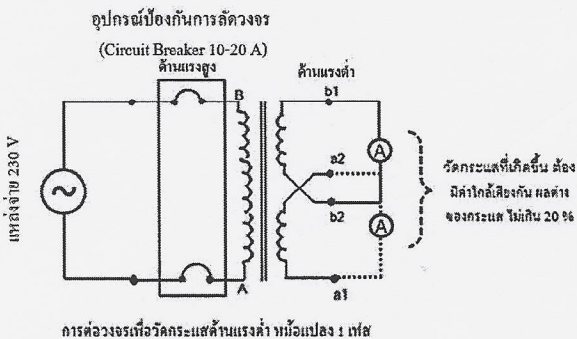 อุปกรณ์ป้องกันการลัดวงจร
(Circuit Breaker 10-20 A)
ด้านแรงสูง
ด้านแรงต่ำ
B
b1
A
a2
b2
A
A
a1
แหล่งจ่าย 230 V
วัดกระแสที่เกิดขึ้น ต้อง
มีค่าใกล้เคียงกัน ผลต่าง
ของกระแส ไม่เกิน 20 %
การต่อวงจรเพื่อวัดกระแสด้านแรงต่ำ หม้อแปลง 1 เฟส